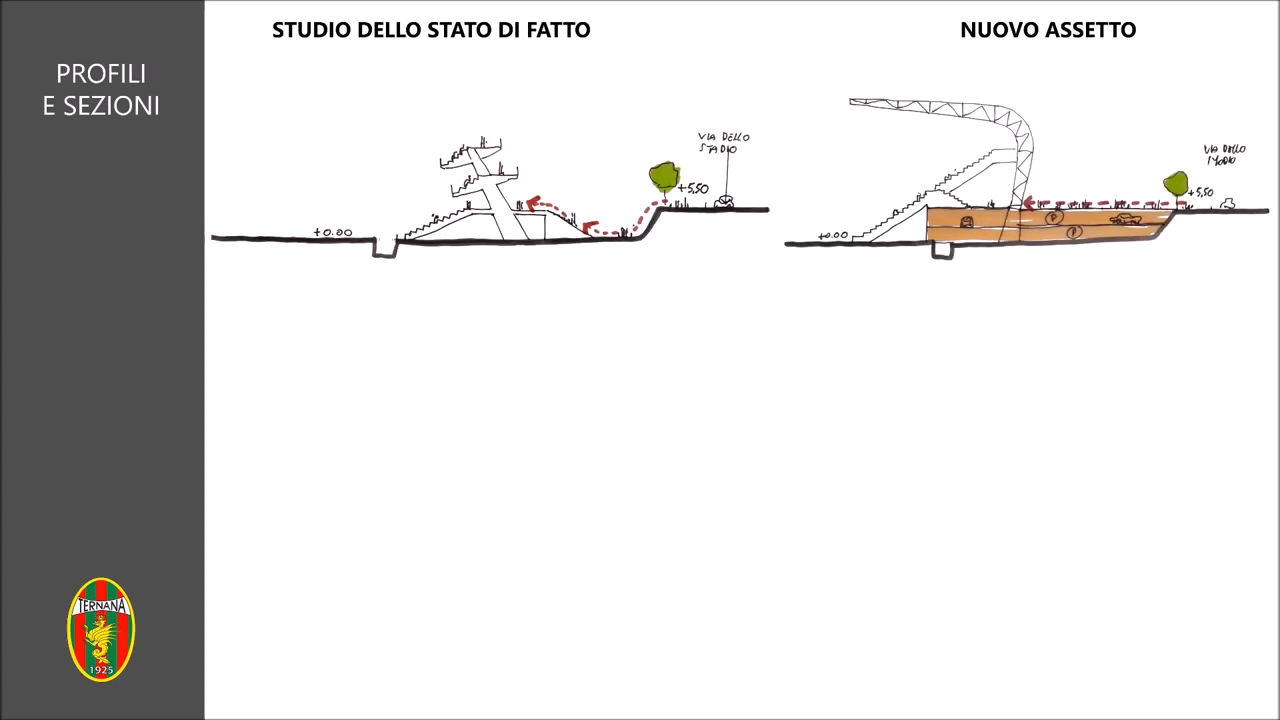 PROFILI
E SEZIONI
STUDIO DELLO STATO DI FATTO
NUOVO ASSETTO
VIA DELLO
STADIO
+5,50
+0.00
VIA DELLO
+5,50
+0.00
P
P
TERNANA
1925